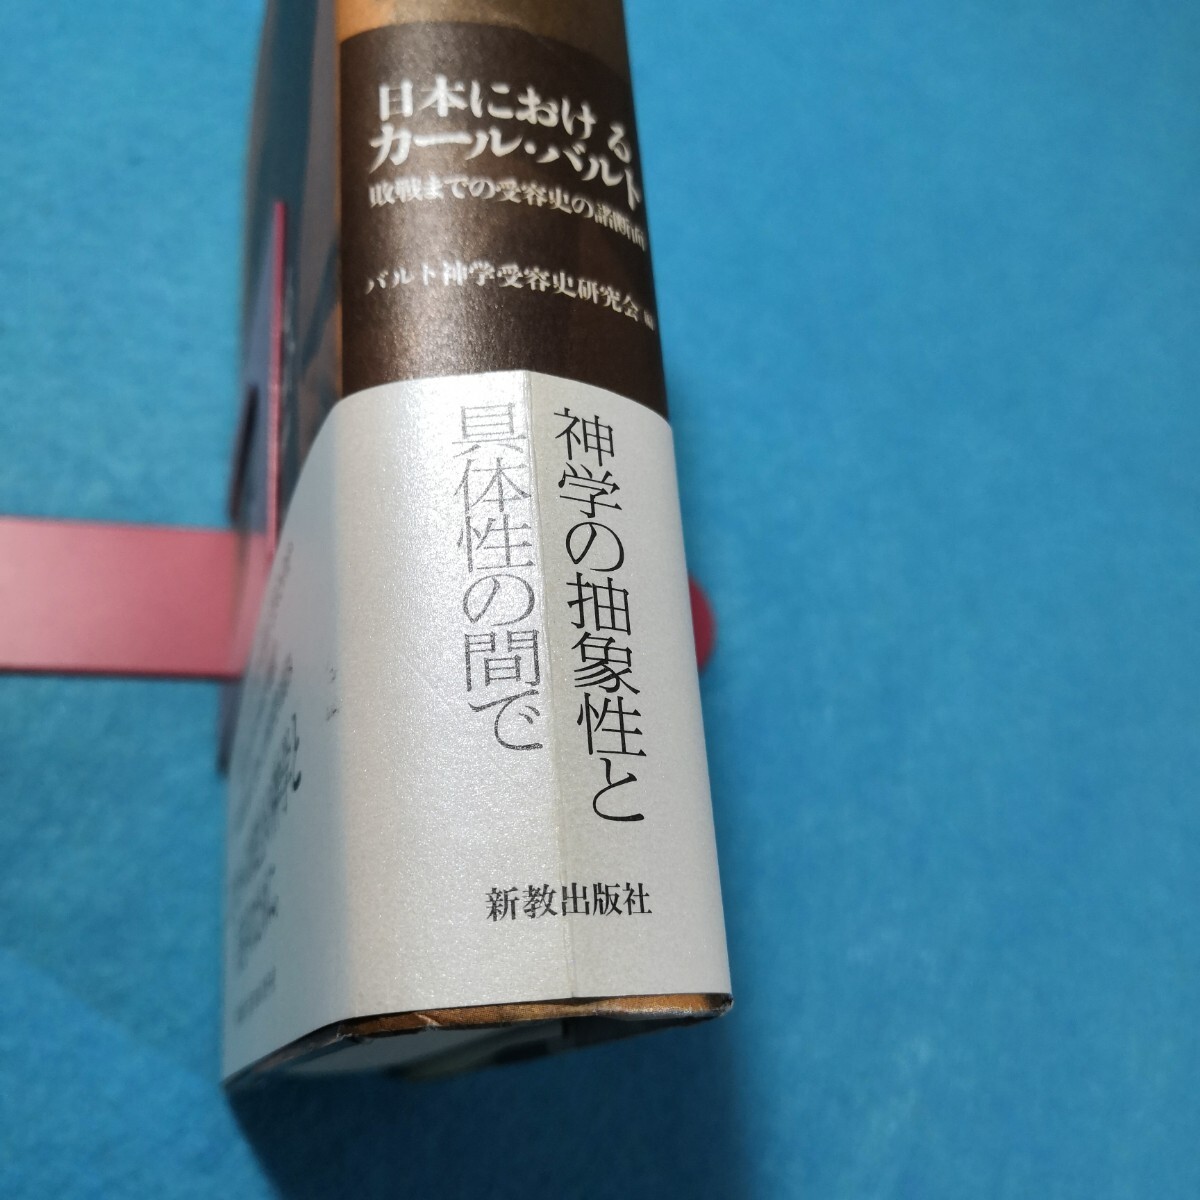 日本における
カール・バルト
敗戦までの受容史の諸断面
バルト神学受容史研究会 編
神学の抽象性と
具体性の間で
新教出版社